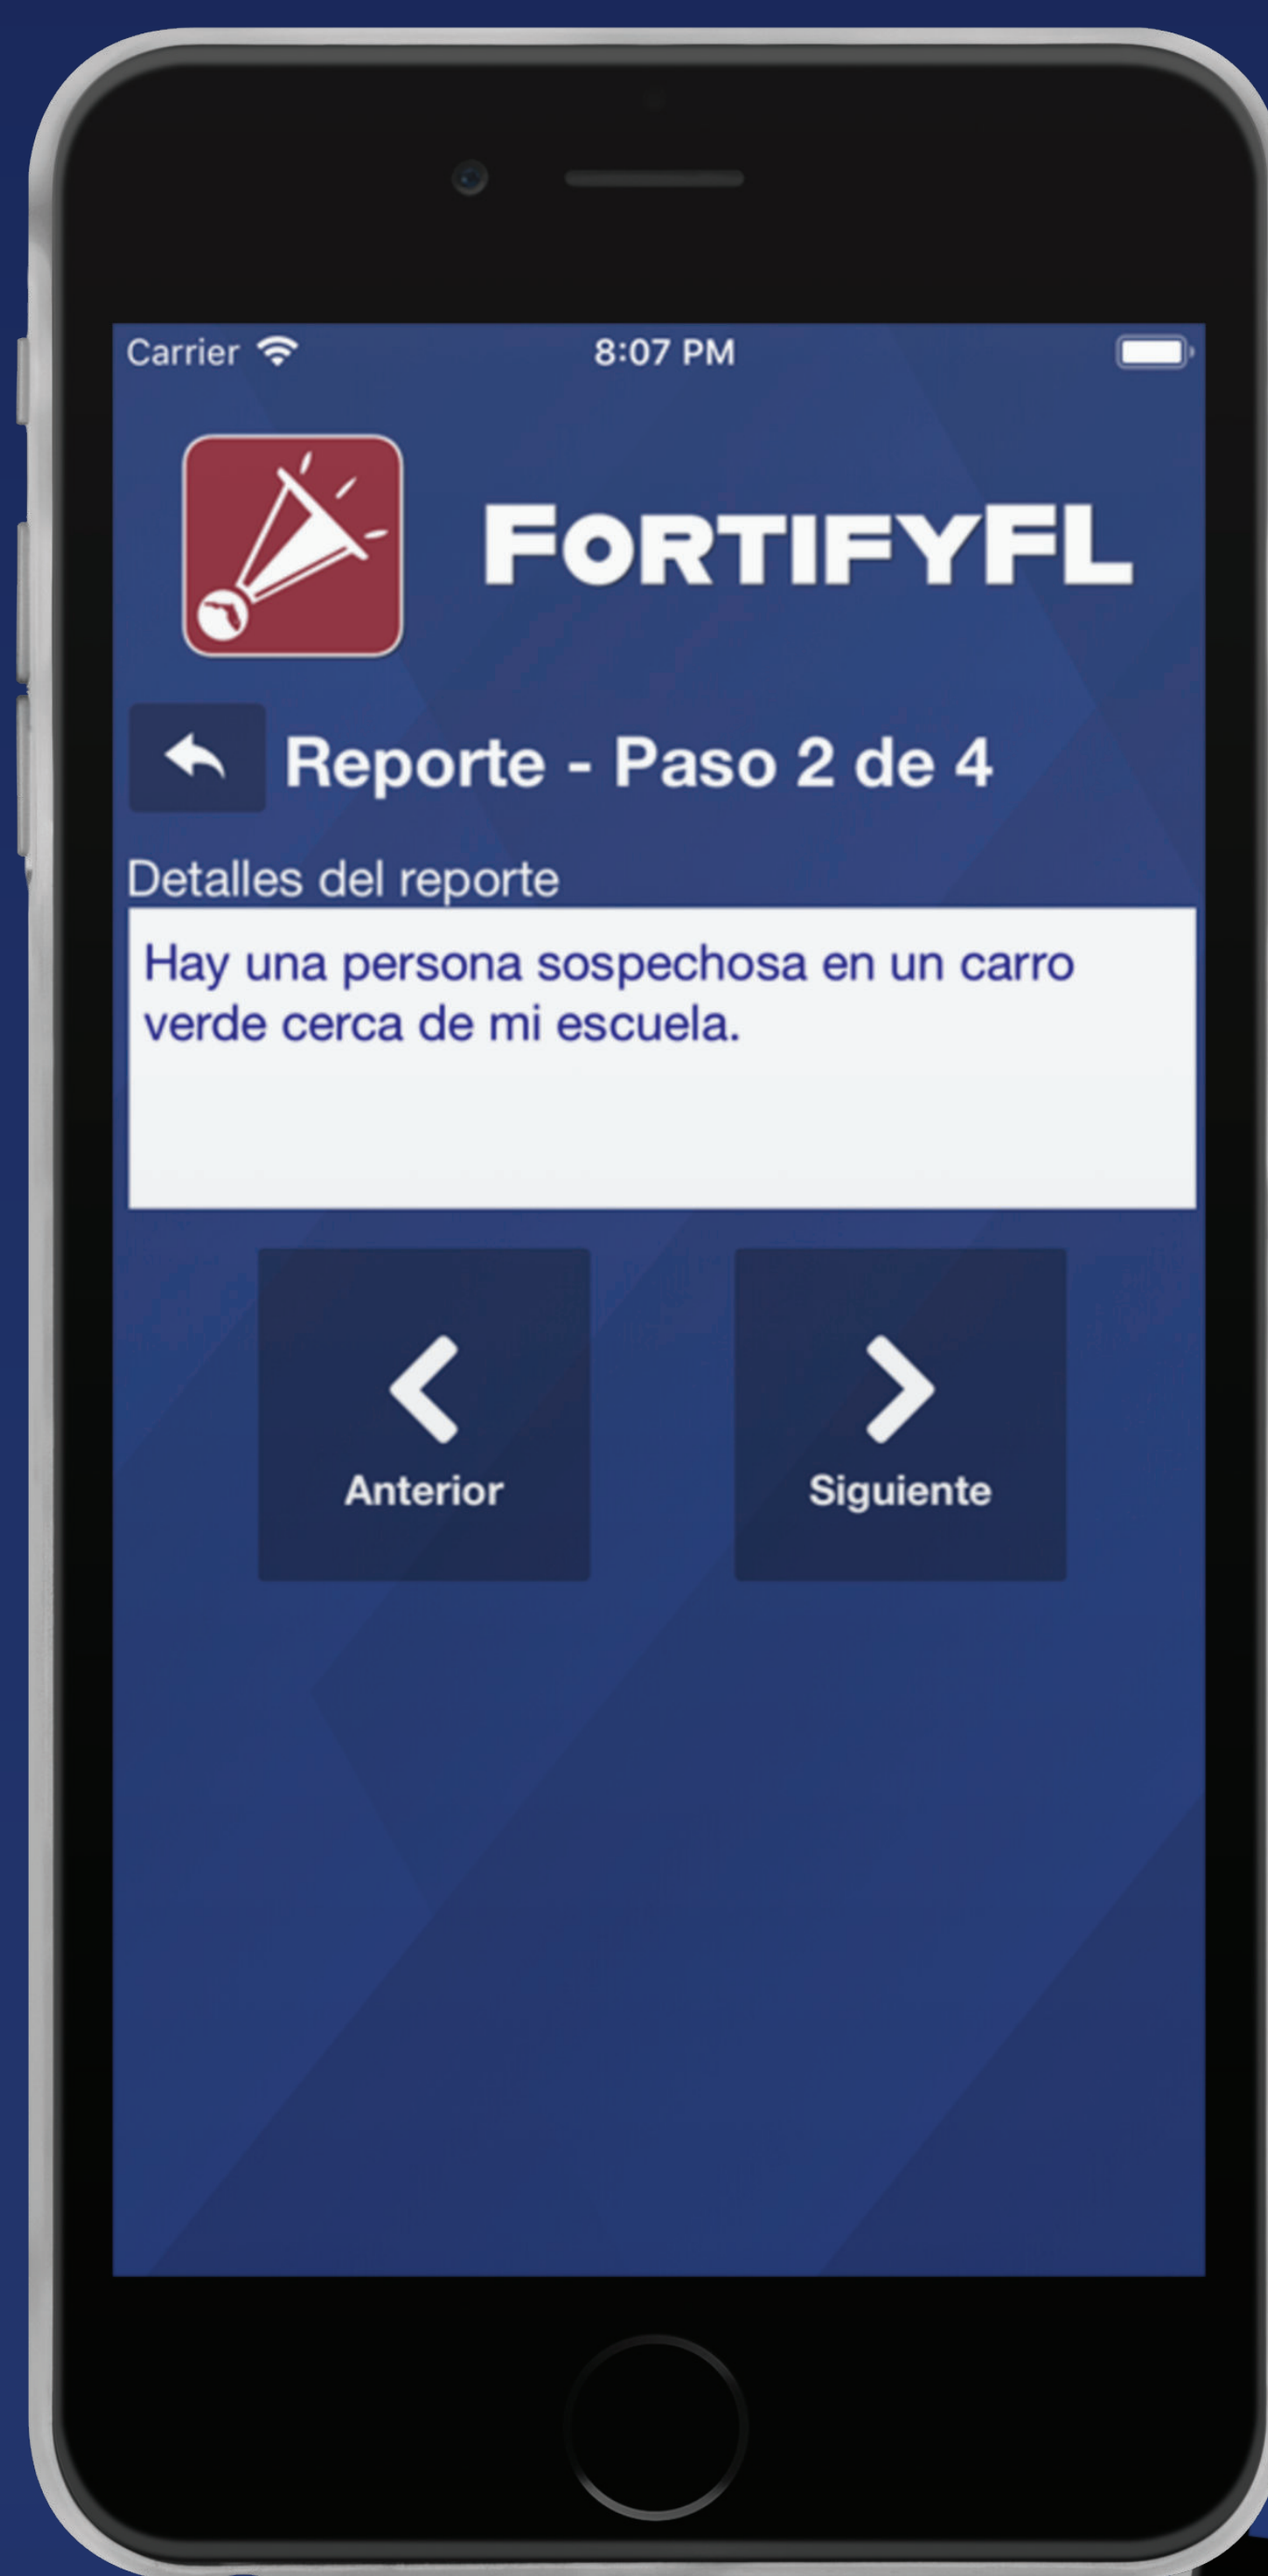 Carrier 8:07 PM
FORTIFYFL
Reporte - Paso 2 de 4
Detalles del reporte
Hay una persona sospechosa en un carro
verde cerca de mi escuela.
Anterior Siguiente